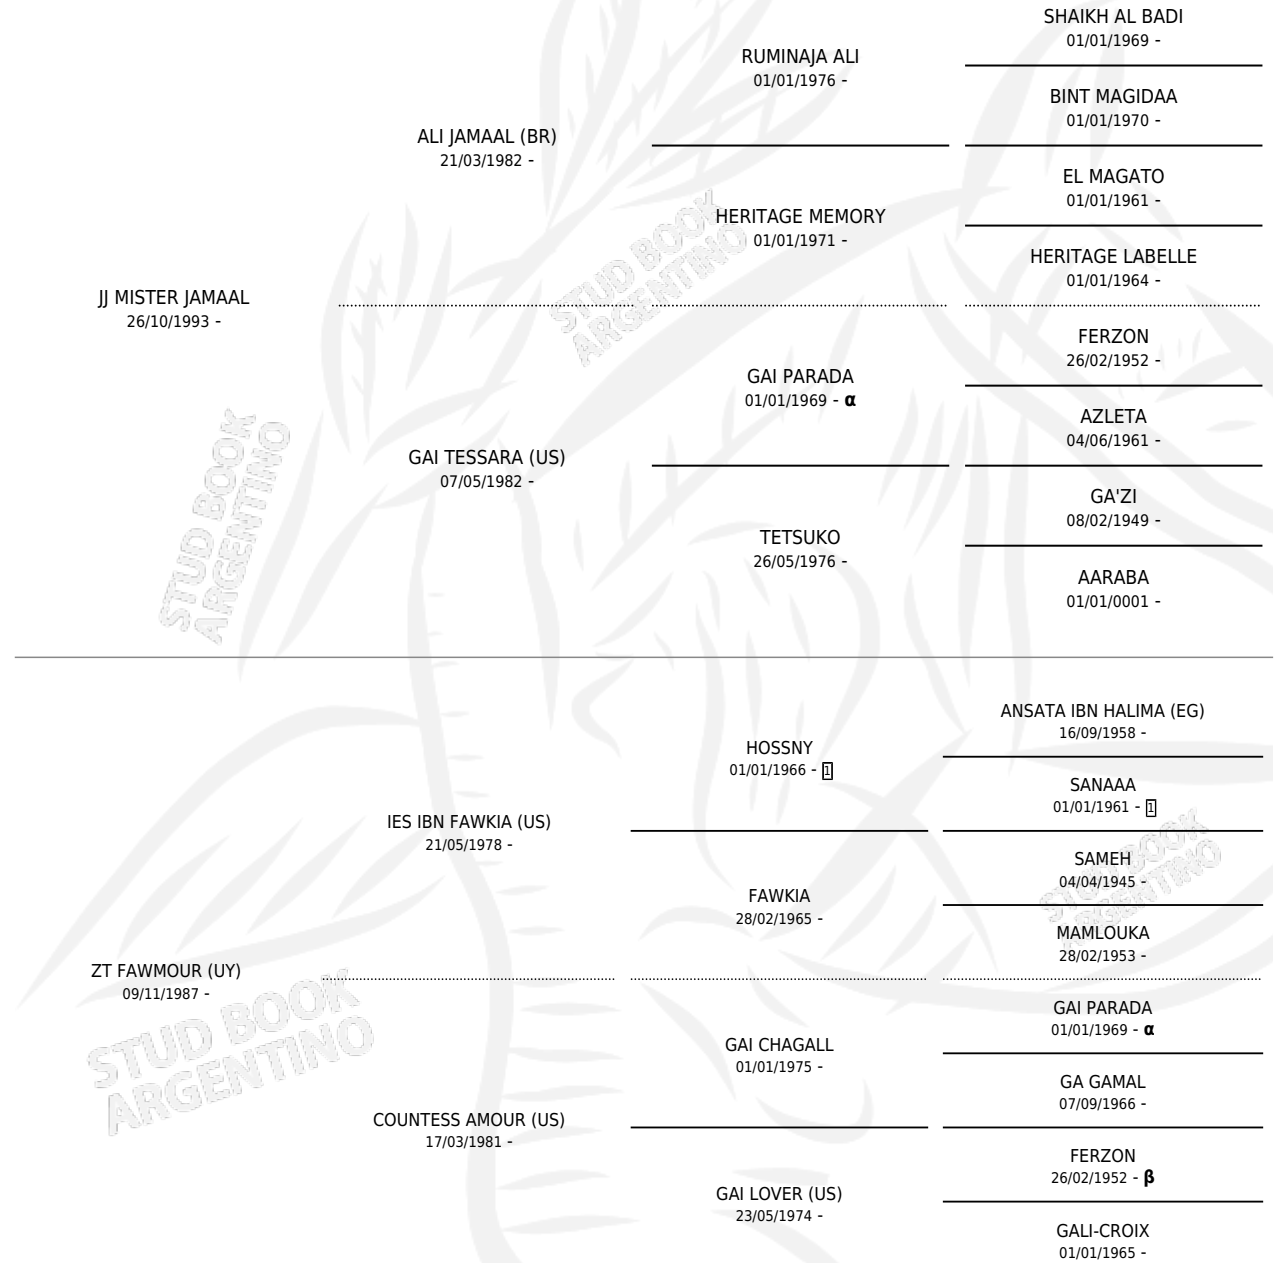 SHAIKH AL BADI
01/01/1969 -
RUMINAJA ALI
01/01/1976 -
BINT MAGIDAA
01/01/1970 -
ALI JAMAAL (BR)
21/03/1982 -
EL MAGATO
01/01/1961 -
HERITAGE MEMORY
01/01/1971 -
HERITAGE LABELLE
01/01/1964 -
JJ MISTER JAMAAL
26/10/1993 -
FERZON
26/02/1952 -
GAI PARADA
01/01/1969 - α
AZLETA
04/06/1961 -
GAI TESSARA (US)
07/05/1982 -
GA'ZI
08/02/1949 -
TETSUKO
26/05/1976 -
AARABA
01/01/0001 -
STUD BOOK
ARGENTINO
STUD BOOK
ARGENTINO
ANSATA IBN HALIMA (EG)
16/09/1958 -
HOSSNY
01/01/1966 - 1
SANAAA
01/01/1961 - 1
IES IBN FAWKIA (US)
21/05/1978 -
SAMEH
04/04/1945 -
FAWKIA
28/02/1965 -
MAMLOUKA
28/02/1953 -
STUD BOOK
ARGENTINO
ZT FAWMOUR (UY)
09/11/1987 -
GAI PARADA
01/01/1969 - α
GAI CHAGALL
01/01/1975 -
GA GAMAL
07/09/1966 -
COUNTESS AMOUR (US)
17/03/1981 -
FERZON
26/02/1952 - β
GAI LOVER (US)
23/05/1974 -
GALI-CROIX
01/01/1965 -
STUD BOOK
ARGENTINO